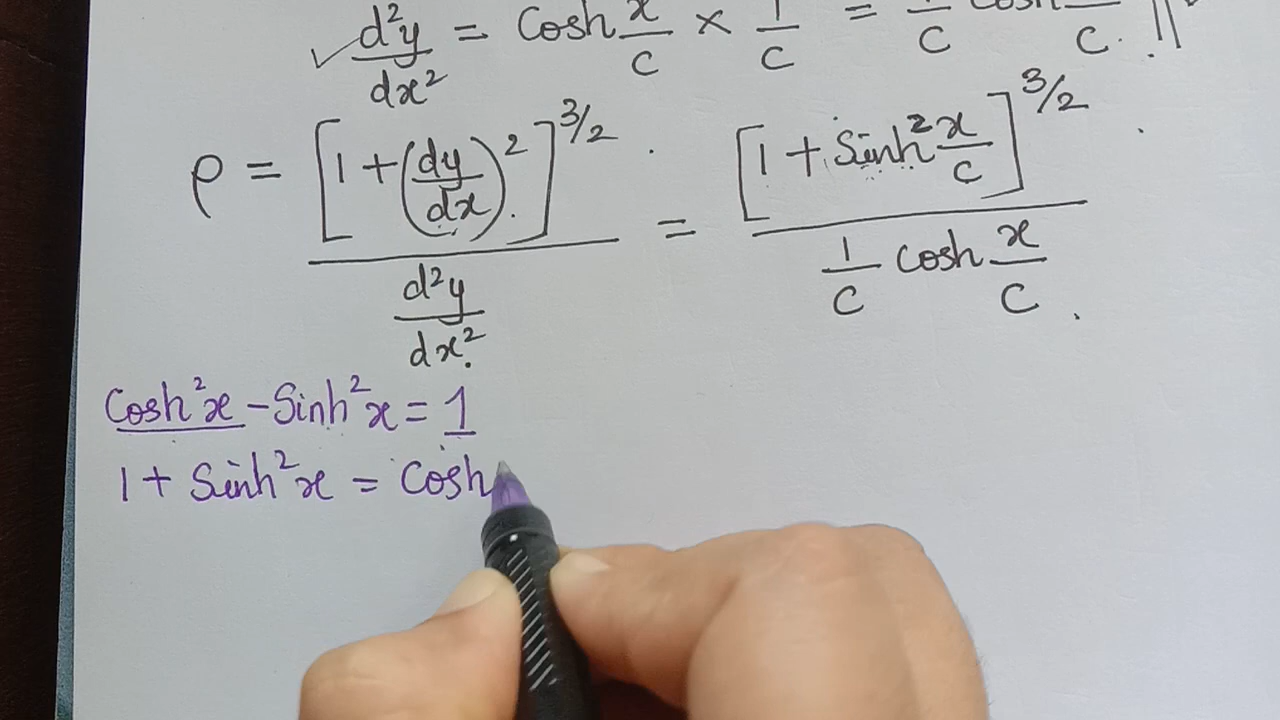 d²y/dx² = Cosh x/c × 1/c = 1/c cosh x/c
ρ = [1 + (dy/dx)²]^3/2 / d²y/dx² = [1 + Sinh² x/c]^3/2 / 1/c cosh x/c
Cosh²x - Sinh²x = 1
1 + Sinh²x = Cosh